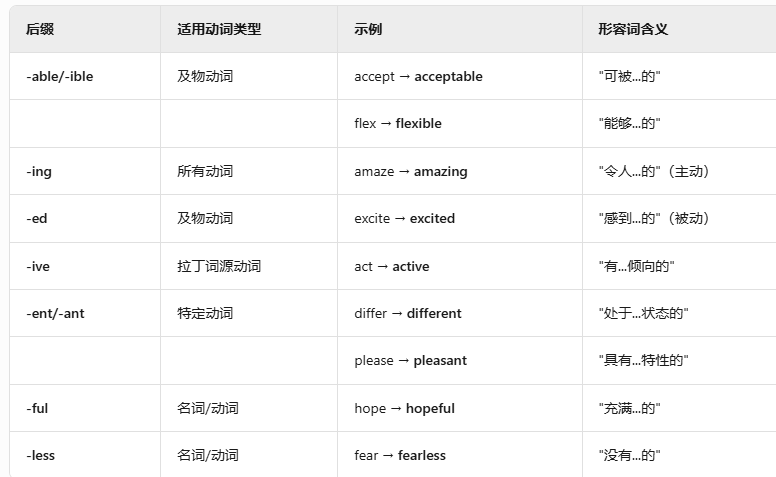 后缀 适用动词类型 示例 形容词含义
-able/-ible 及物动词 accept → acceptable "可被...的"
flex → flexible "能够...的"
-ing 所有动词 amaze → amazing "令人...的"（主动）
-ed 及物动词 excite → excited "感到...的"（被动）
-ive 拉丁词源动词 act → active "有...倾向的"
-ent/-ant 特定动词 differ → different "处于...状态的"
please → pleasant "具有...特性的"
-ful 名词/动词 hope → hopeful "充满...的"
-less 名词/动词 fear → fearless "没有...的"